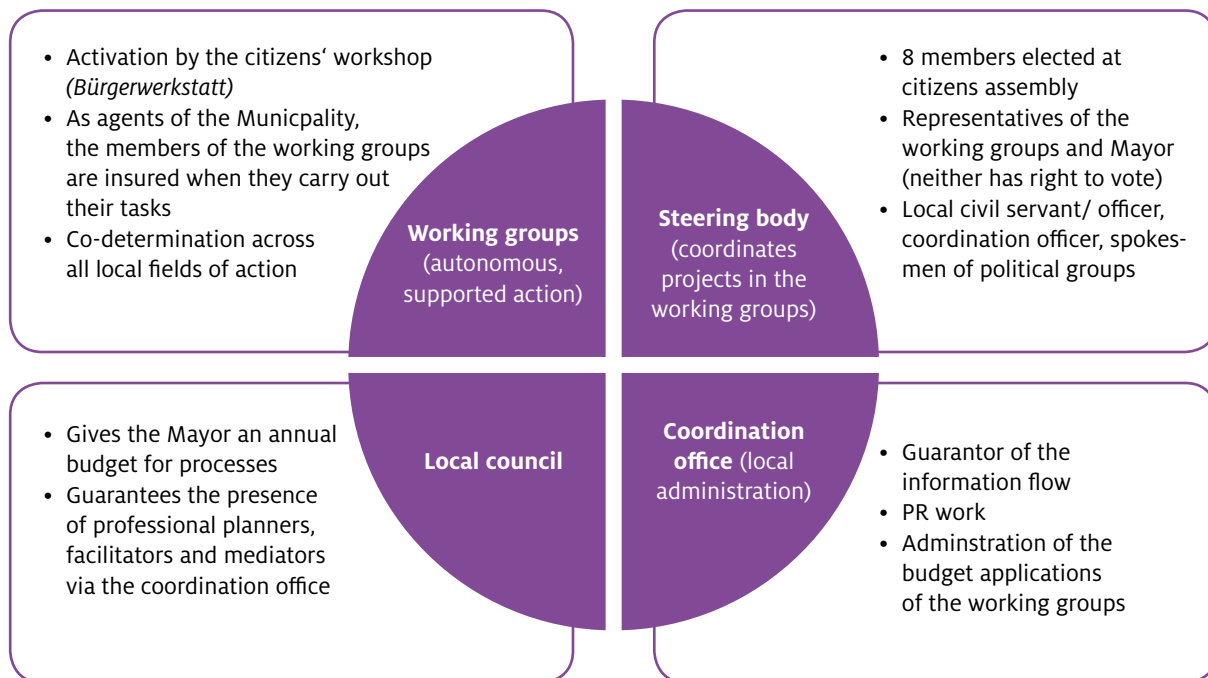 • Activation by the citizens‘ workshop
(Bürgerwerkstatt)
• As agents of the Municpality,
the members of the working groups
are insured when they carry out
their tasks
• Co-determination across
all local fields of action
Working groups
(autonomous,
supported action)
• 8 members elected at
citizens assembly
• Representatives of the
working groups and Mayor
(neither has right to vote)
• Local civil servant/ officer,
coordination officer, spokes-
men of political groups
Steering body
(coordinates
projects in the
working groups)
• Gives the Mayor an annual
budget for processes
• Guarantees the presence
of professional planners,
facilitators and mediators
via the coordination office
Local council
Coordination
office (local
administration)
• Guarantor of the
information flow
• PR work
• Adminstration of the
budget applications
of the working groups